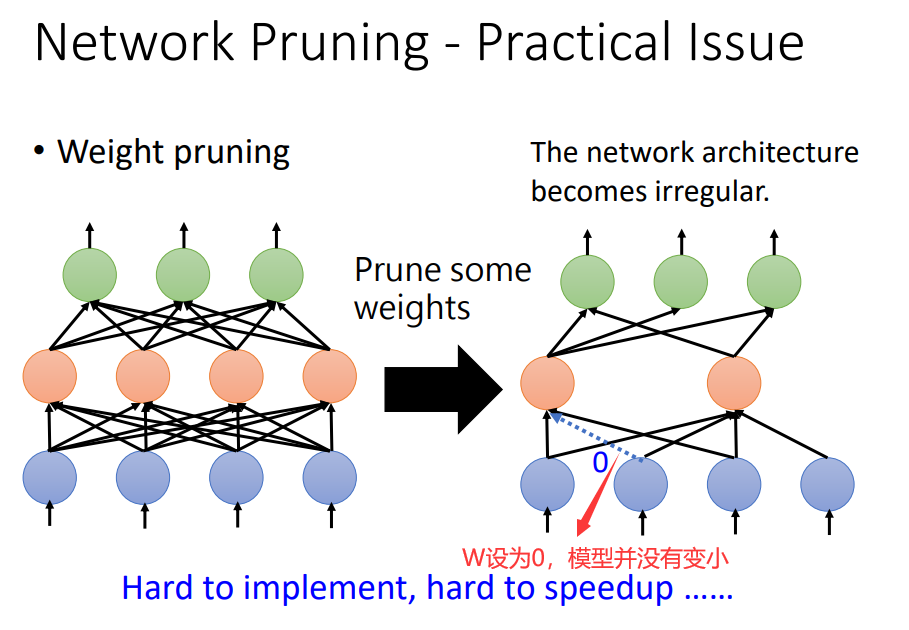 Network Pruning - Practical Issue
• Weight pruning
The network architecture
becomes irregular.
Prune some
weights
0
W设为0，模型并没有变小
Hard to implement, hard to speedup ……